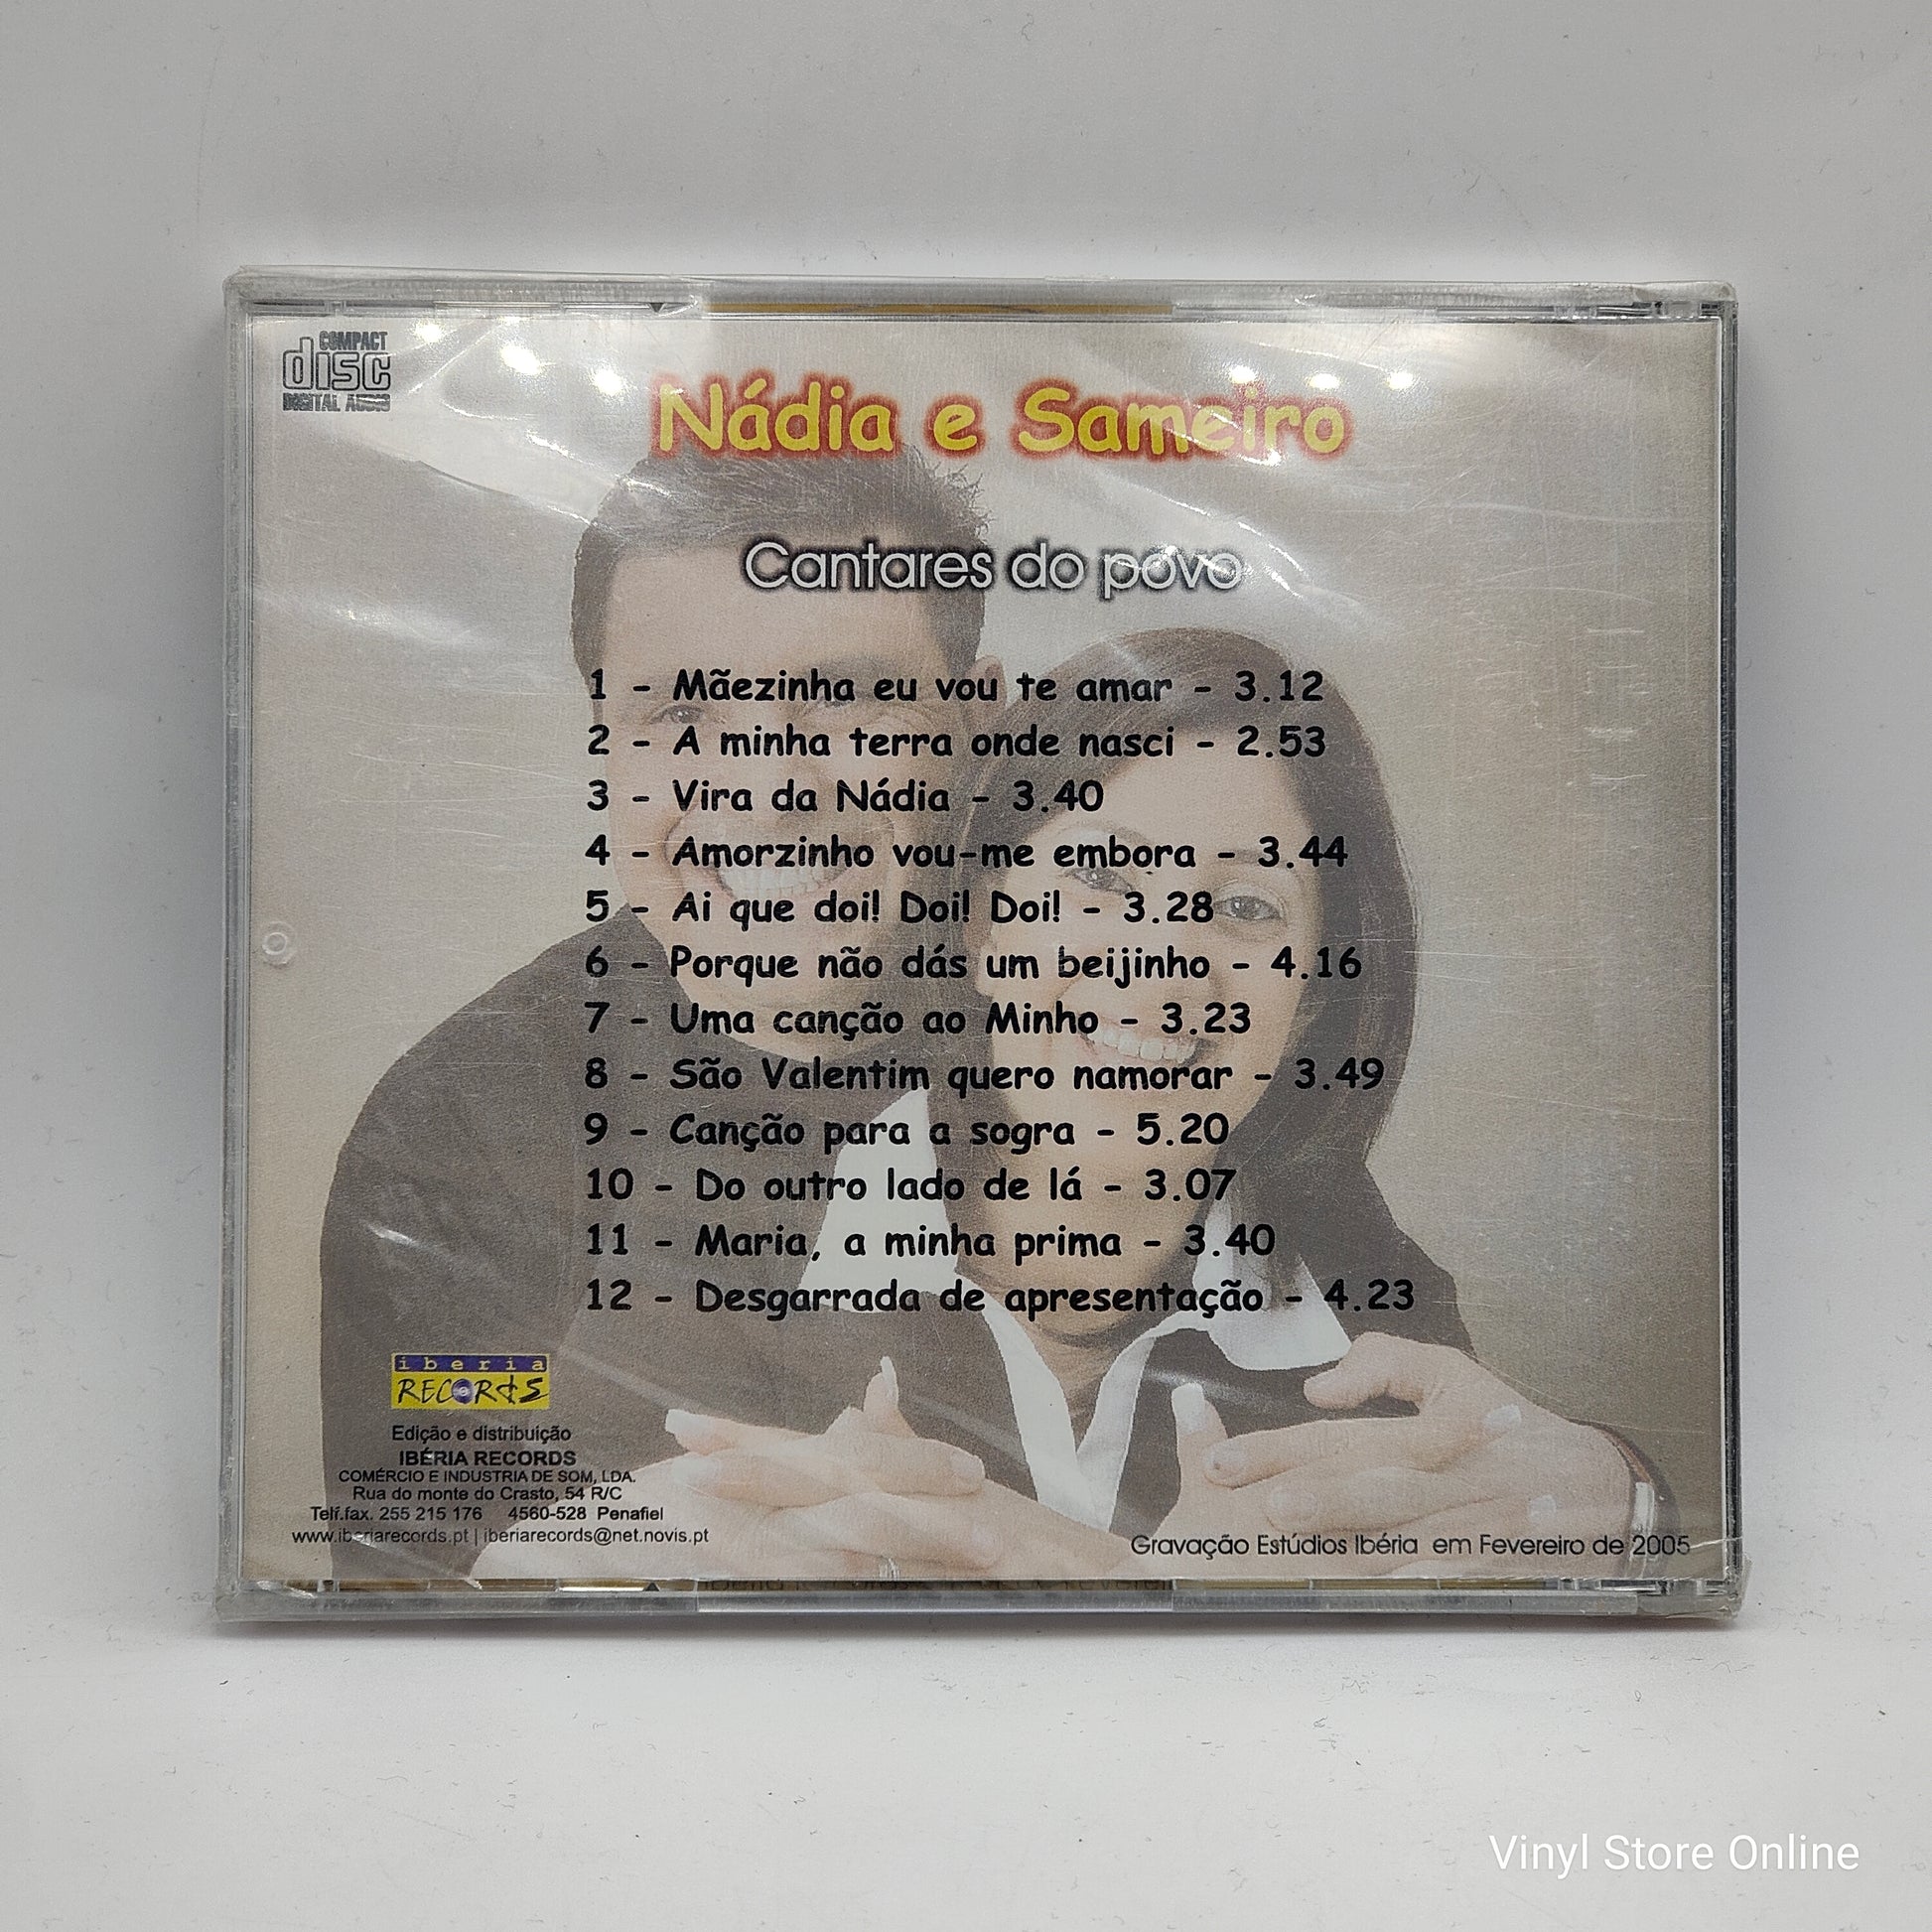 COMPACT
disc
DIGITAL AUDIO
Nádia e Sameiro
Cantares do povo
1 - Mãezinha eu vou te amar - 3.12
2 - A minha terra onde nasci - 2.53
3 - Vira da Nádia - 3.40
4 - Amorzinho vou-me embora - 3.44
5 - Ai que doi! Doi! Doi! - 3.28
6 - Porque não dás um beijinho - 4.16
7 - Uma canção ao Minho - 3.23
8 - São Valentim quero namorar - 3.49
9 - Canção para a sogra - 5.20
10 - Do outro lado de lá - 3.07
11 - Maria, a minha prima - 3.40
12 - Desgarrada de apresentação - 4.23
iberia
RECORdS
Edição e distribuição
IBÉRIA RECORDS
COMÉRCIO E INDUSTRIA DE SOM, LDA.
Rua do monte do Crasto, 54 R/C
Telf.fax. 255 215 176 4560-528 Penafiel
www.iberiarecords.pt | iberiarecords@net.novis.pt
Gravação Estúdios Ibéria em Fevereiro de 2005
Vinyl Store Online